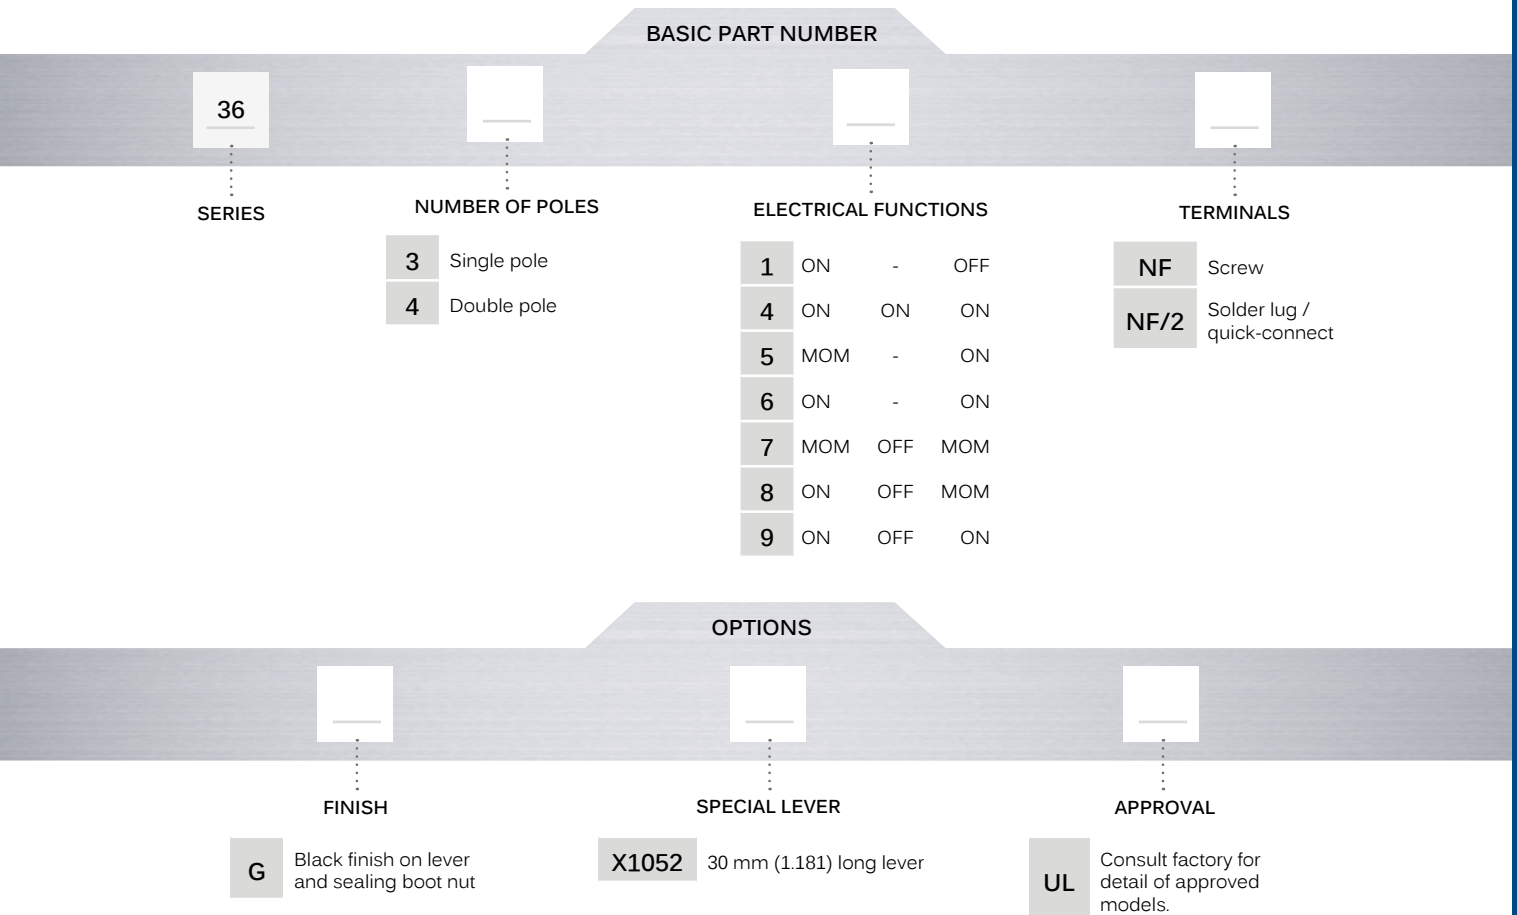 BASIC PART NUMBER
36
SERIES
NUMBER OF POLES
3 Single pole
4 Double pole
ELECTRICAL FUNCTIONS
1 ON - OFF
4 ON ON ON
5 MOM - ON
6 ON - ON
7 MOM OFF MOM
8 ON OFF MOM
9 ON OFF ON
TERMINALS
NF Screw
NF/2 Solder lug /
quick-connect
OPTIONS
FINISH
G Black finish on lever
and sealing boot nut
SPECIAL LEVER
X1052 30 mm (1.181) long lever
APPROVAL
UL Consult factory for
detail of approved
models.